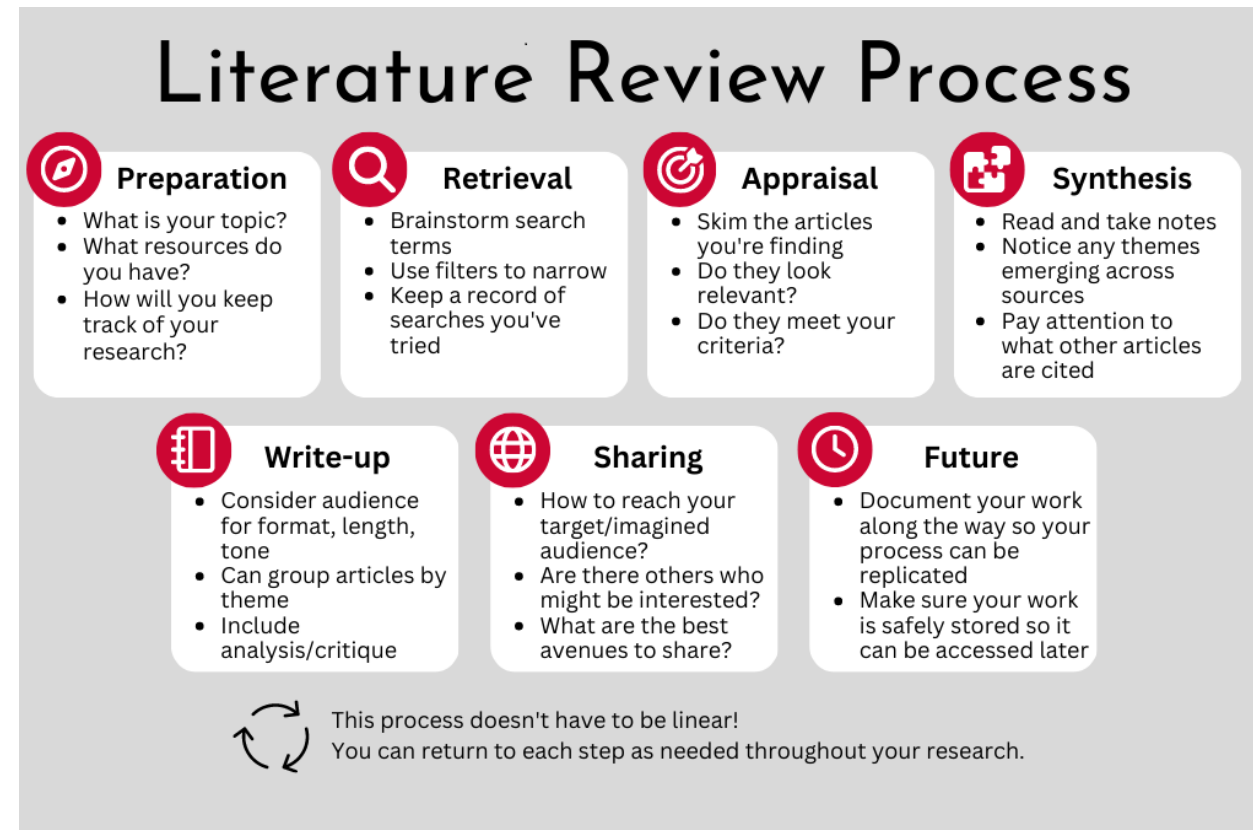 Literature Review Process
Preparation
• What is your topic?
• What resources do
you have?
• How will you keep
track of your
research?
Retrieval
• Brainstorm search
terms
• Use filters to narrow
• Keep a record of
searches you've
tried
Appraisal
• Skim the articles
you're finding
• Do they look
relevant?
• Do they meet your
criteria?
Synthesis
• Read and take notes
• Notice any themes
emerging across
sources
• Pay attention to
what other articles
are cited
Write-up
• Consider audience
for format, length,
tone
• Can group articles by
theme
• Include
analysis/critique
Sharing
• How to reach your
target/imagined
audience?
• Are there others who
might be interested?
• What are the best
avenues to share?
Future
• Document your work
along the way so your
process can be
replicated
• Make sure your work
is safely stored so it
can be accessed later
This process doesn't have to be linear!
You can return to each step as needed throughout your research.